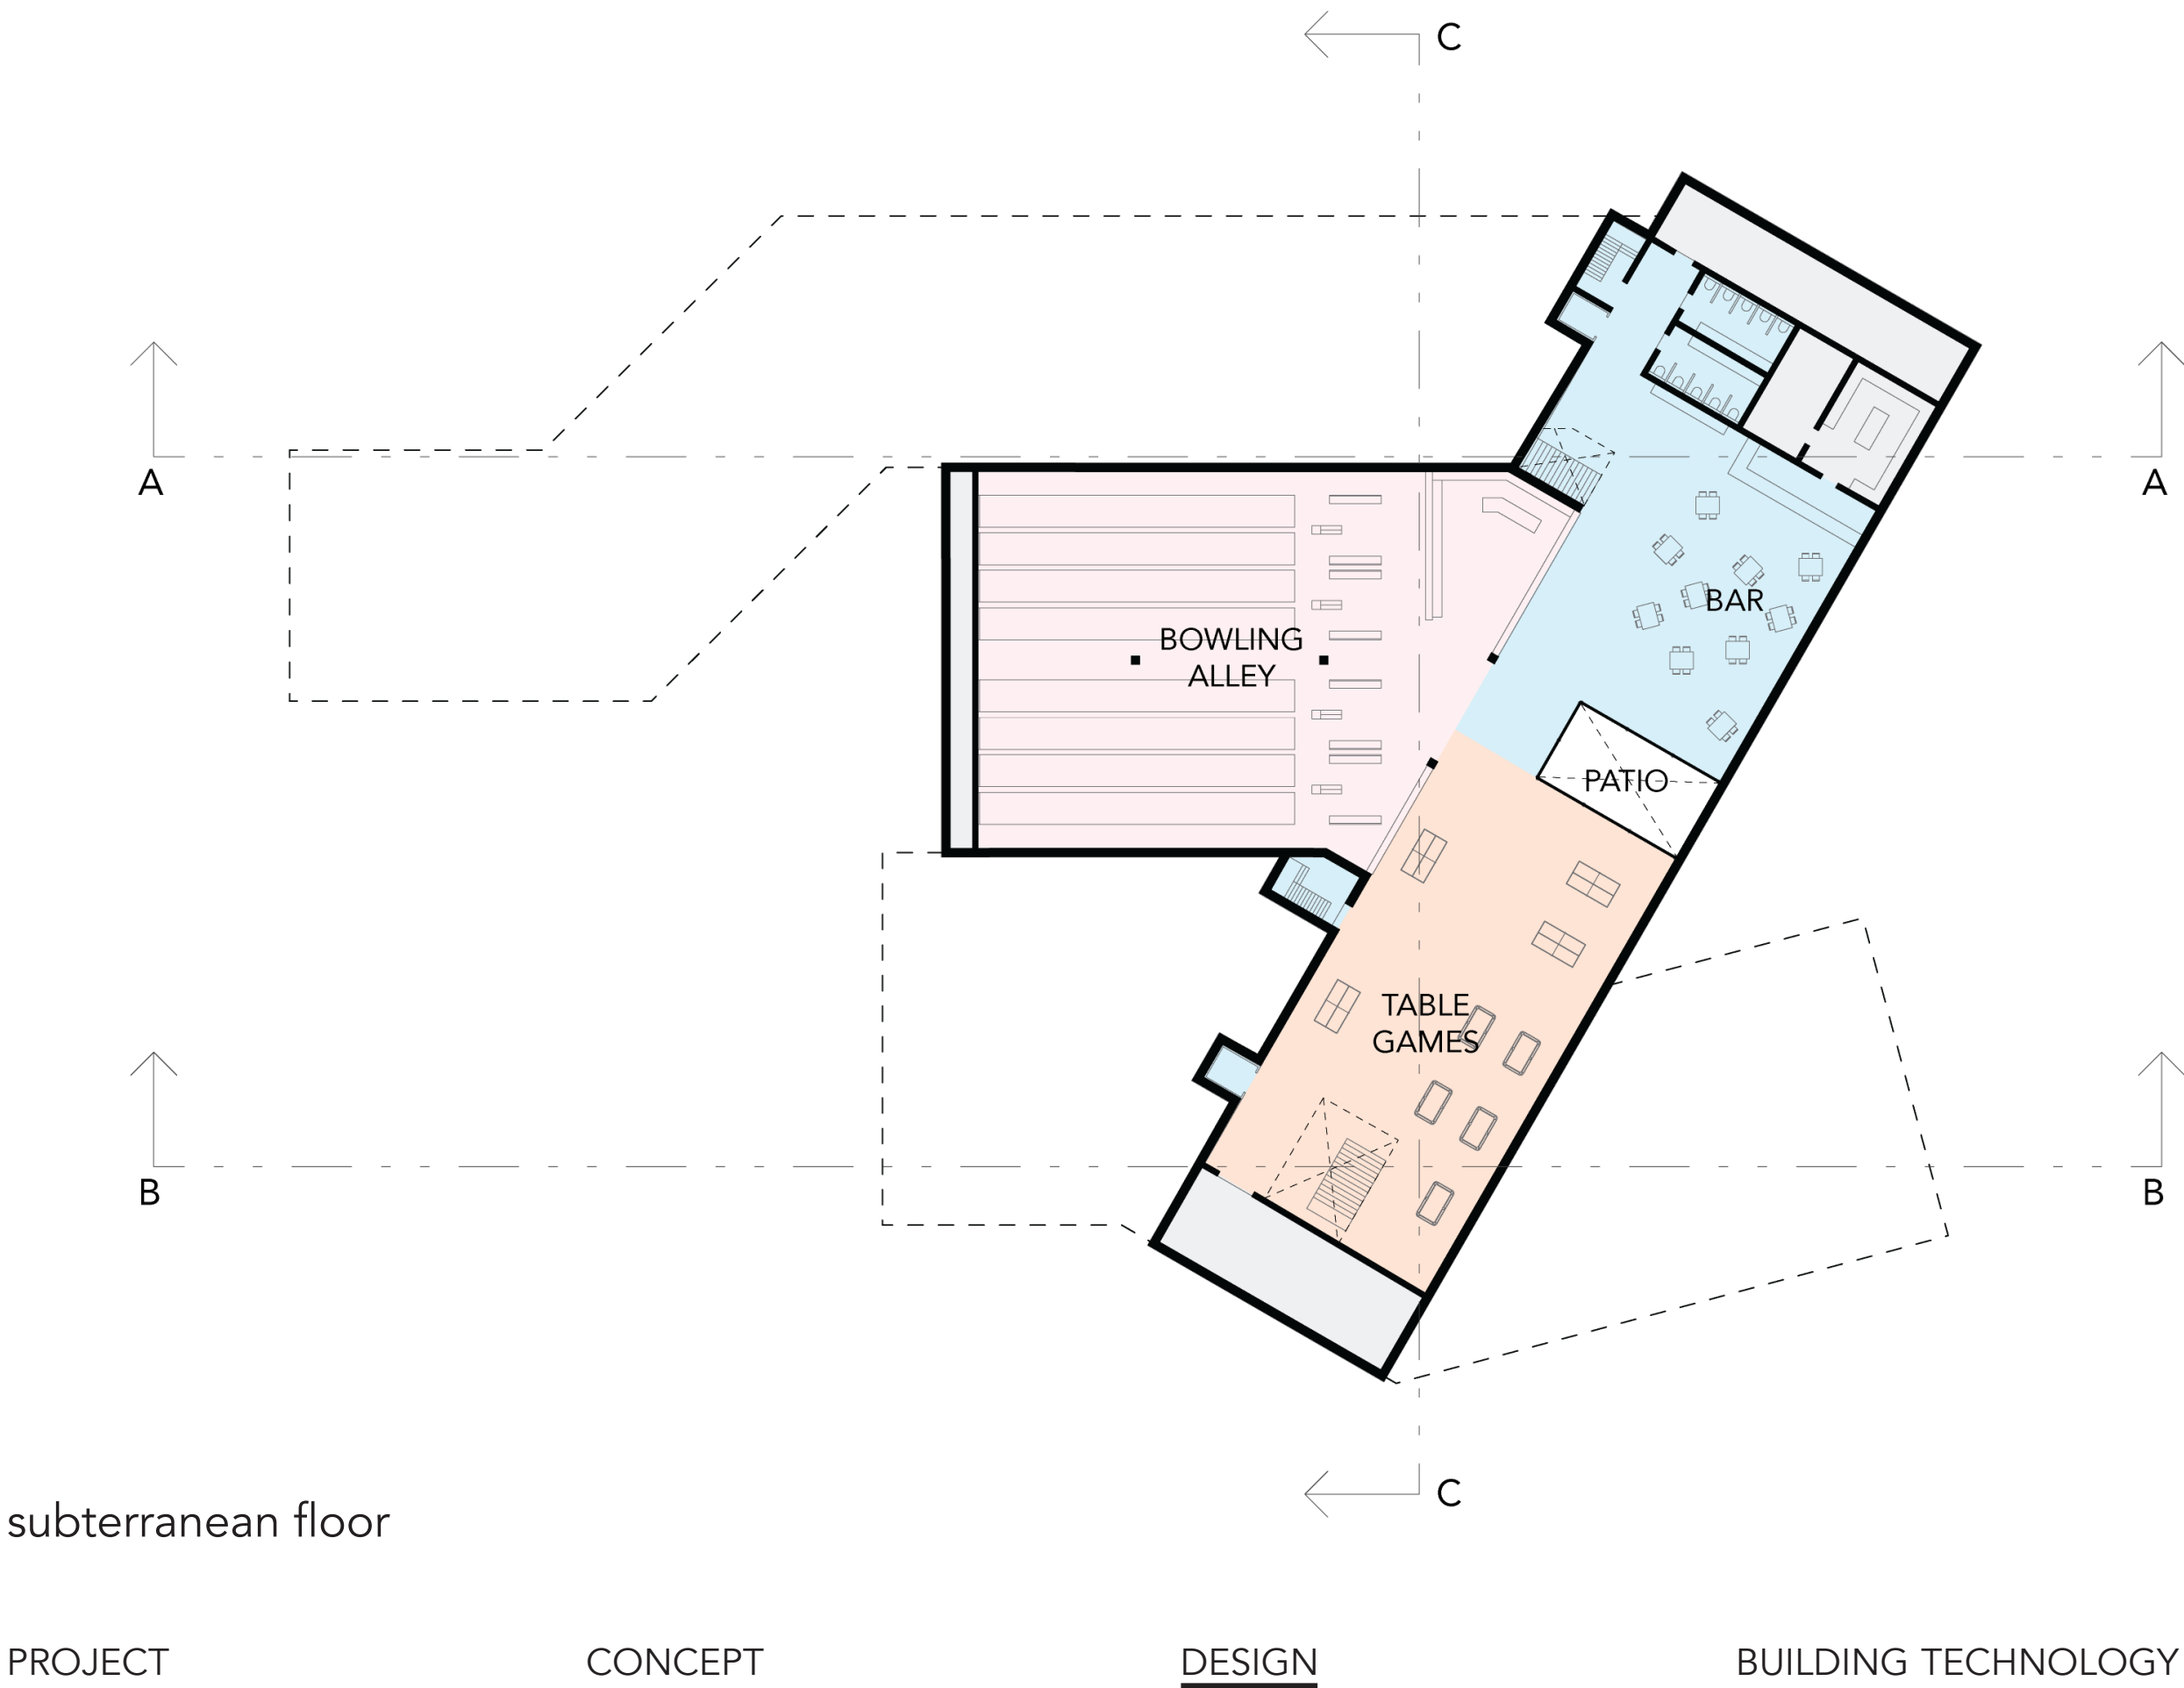 C
A
A
BAR
BOWLING
ALLEY
PATIO
TABLE
GAMES
B
B
C
subterranean floor
PROJECT
CONCEPT
DESIGN
BUILDING TECHNOLOGY